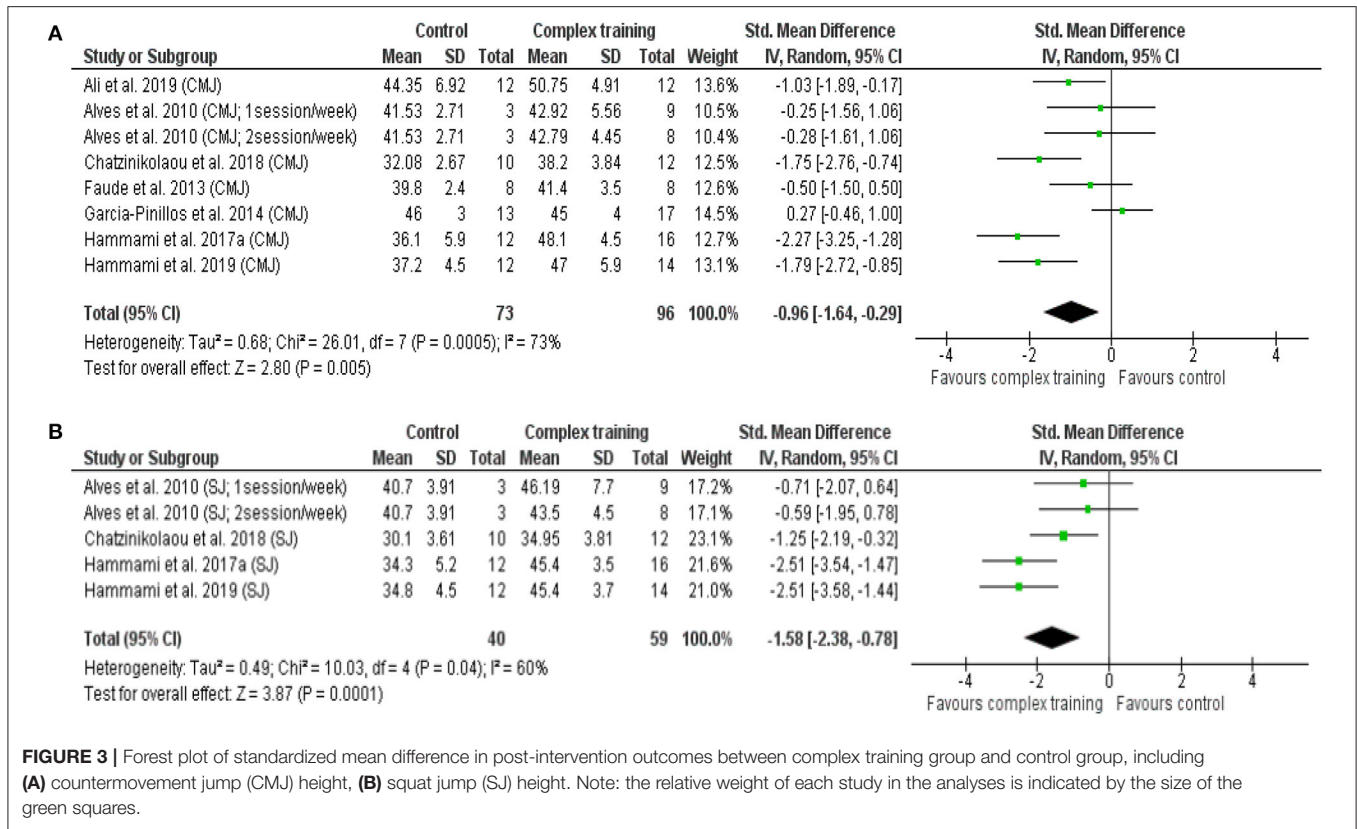 A
Control Complex training Std. Mean Difference Std. Mean Difference
Study or Subgroup Mean SD Total Mean SD Total Weight IV, Random, 95% CI IV, Random, 95% CI
Ali et al. 2019 (CMJ) 44.35 6.92 12 50.75 4.91 12 13.6% -1.03 [-1.89, -0.17]
Alves et al. 2010 (CMJ; 1session/week) 41.53 2.71 3 42.92 5.56 9 10.5% -0.25 [-1.56, 1.06]
Alves et al. 2010 (CMJ; 2session/week) 41.53 2.71 3 42.79 4.45 8 10.4% -0.28 [-1.61, 1.06]
Chatzinikolaou et al. 2018 (CMJ) 32.08 2.67 10 38.2 3.84 12 12.5% -1.75 [-2.76, -0.74]
Faude et al. 2013 (CMJ) 39.8 2.4 8 41.4 3.5 8 12.6% -0.50 [-1.50, 0.50]
Garcia-Pinillos et al. 2014 (CMJ) 46 3 13 45 4 17 14.5% 0.27 [-0.46, 1.00]
Hammami et al. 2017a (CMJ) 36.1 5.9 12 48.1 4.5 16 12.7% -2.27 [-3.25, -1.28]
Hammami et al. 2019 (CMJ) 37.2 4.5 12 47 5.9 14 13.1% -1.79 [-2.72, -0.85]
Total (95% CI) 73 96 100.0% -0.96 [-1.64, -0.29]
Heterogeneity: Tau² = 0.68; Chi² = 26.01, df = 7 (P = 0.0005); I² = 73%
Test for overall effect: Z = 2.80 (P = 0.005)
-4 -2 0 2 4
Favours complex training Favours control
B
Control Complex training Std. Mean Difference Std. Mean Difference
Study or Subgroup Mean SD Total Mean SD Total Weight IV, Random, 95% CI IV, Random, 95% CI
Alves et al. 2010 (SJ; 1session/week) 40.7 3.91 3 46.19 7.7 9 17.2% -0.71 [-2.07, 0.64]
Alves et al. 2010 (SJ; 2session/week) 40.7 3.91 3 43.5 4.5 8 17.1% -0.59 [-1.95, 0.78]
Chatzinikolaou et al. 2018 (SJ) 30.1 3.61 10 34.95 3.81 12 23.1% -1.25 [-2.19, -0.32]
Hammami et al. 2017a (SJ) 34.3 5.2 12 45.4 3.5 16 21.6% -2.51 [-3.54, -1.47]
Hammami et al. 2019 (SJ) 34.8 4.5 12 45.4 3.7 14 21.0% -2.51 [-3.58, -1.44]
Total (95% CI) 40 59 100.0% -1.58 [-2.38, -0.78]
Heterogeneity: Tau² = 0.49; Chi² = 10.03, df = 4 (P = 0.04); I² = 60%
Test for overall effect: Z = 3.87 (P = 0.0001)
-4 -2 0 2 4
Favours complex training Favours control
FIGURE 3 | Forest plot of standardized mean difference in post-intervention outcomes between complex training group and control group, including
(A) countermovement jump (CMJ) height, (B) squat jump (SJ) height. Note: the relative weight of each study in the analyses is indicated by the size of the
green squares.